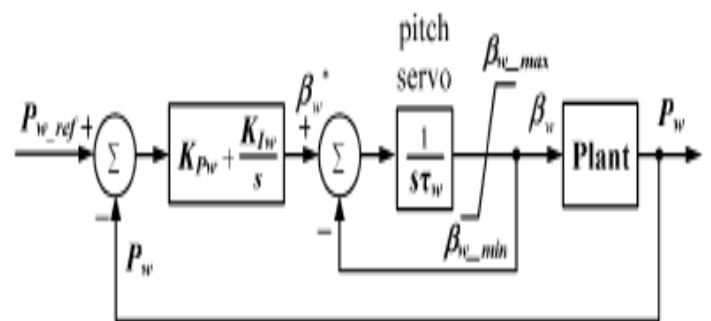 pitch
servo
β_w_max
β_w*
P_w_ref +
Σ
K_Pw + K_Iw/s
+
Σ
1/sτ_w
β_w
Plant
P_w
−
P_w
−
β_w_min